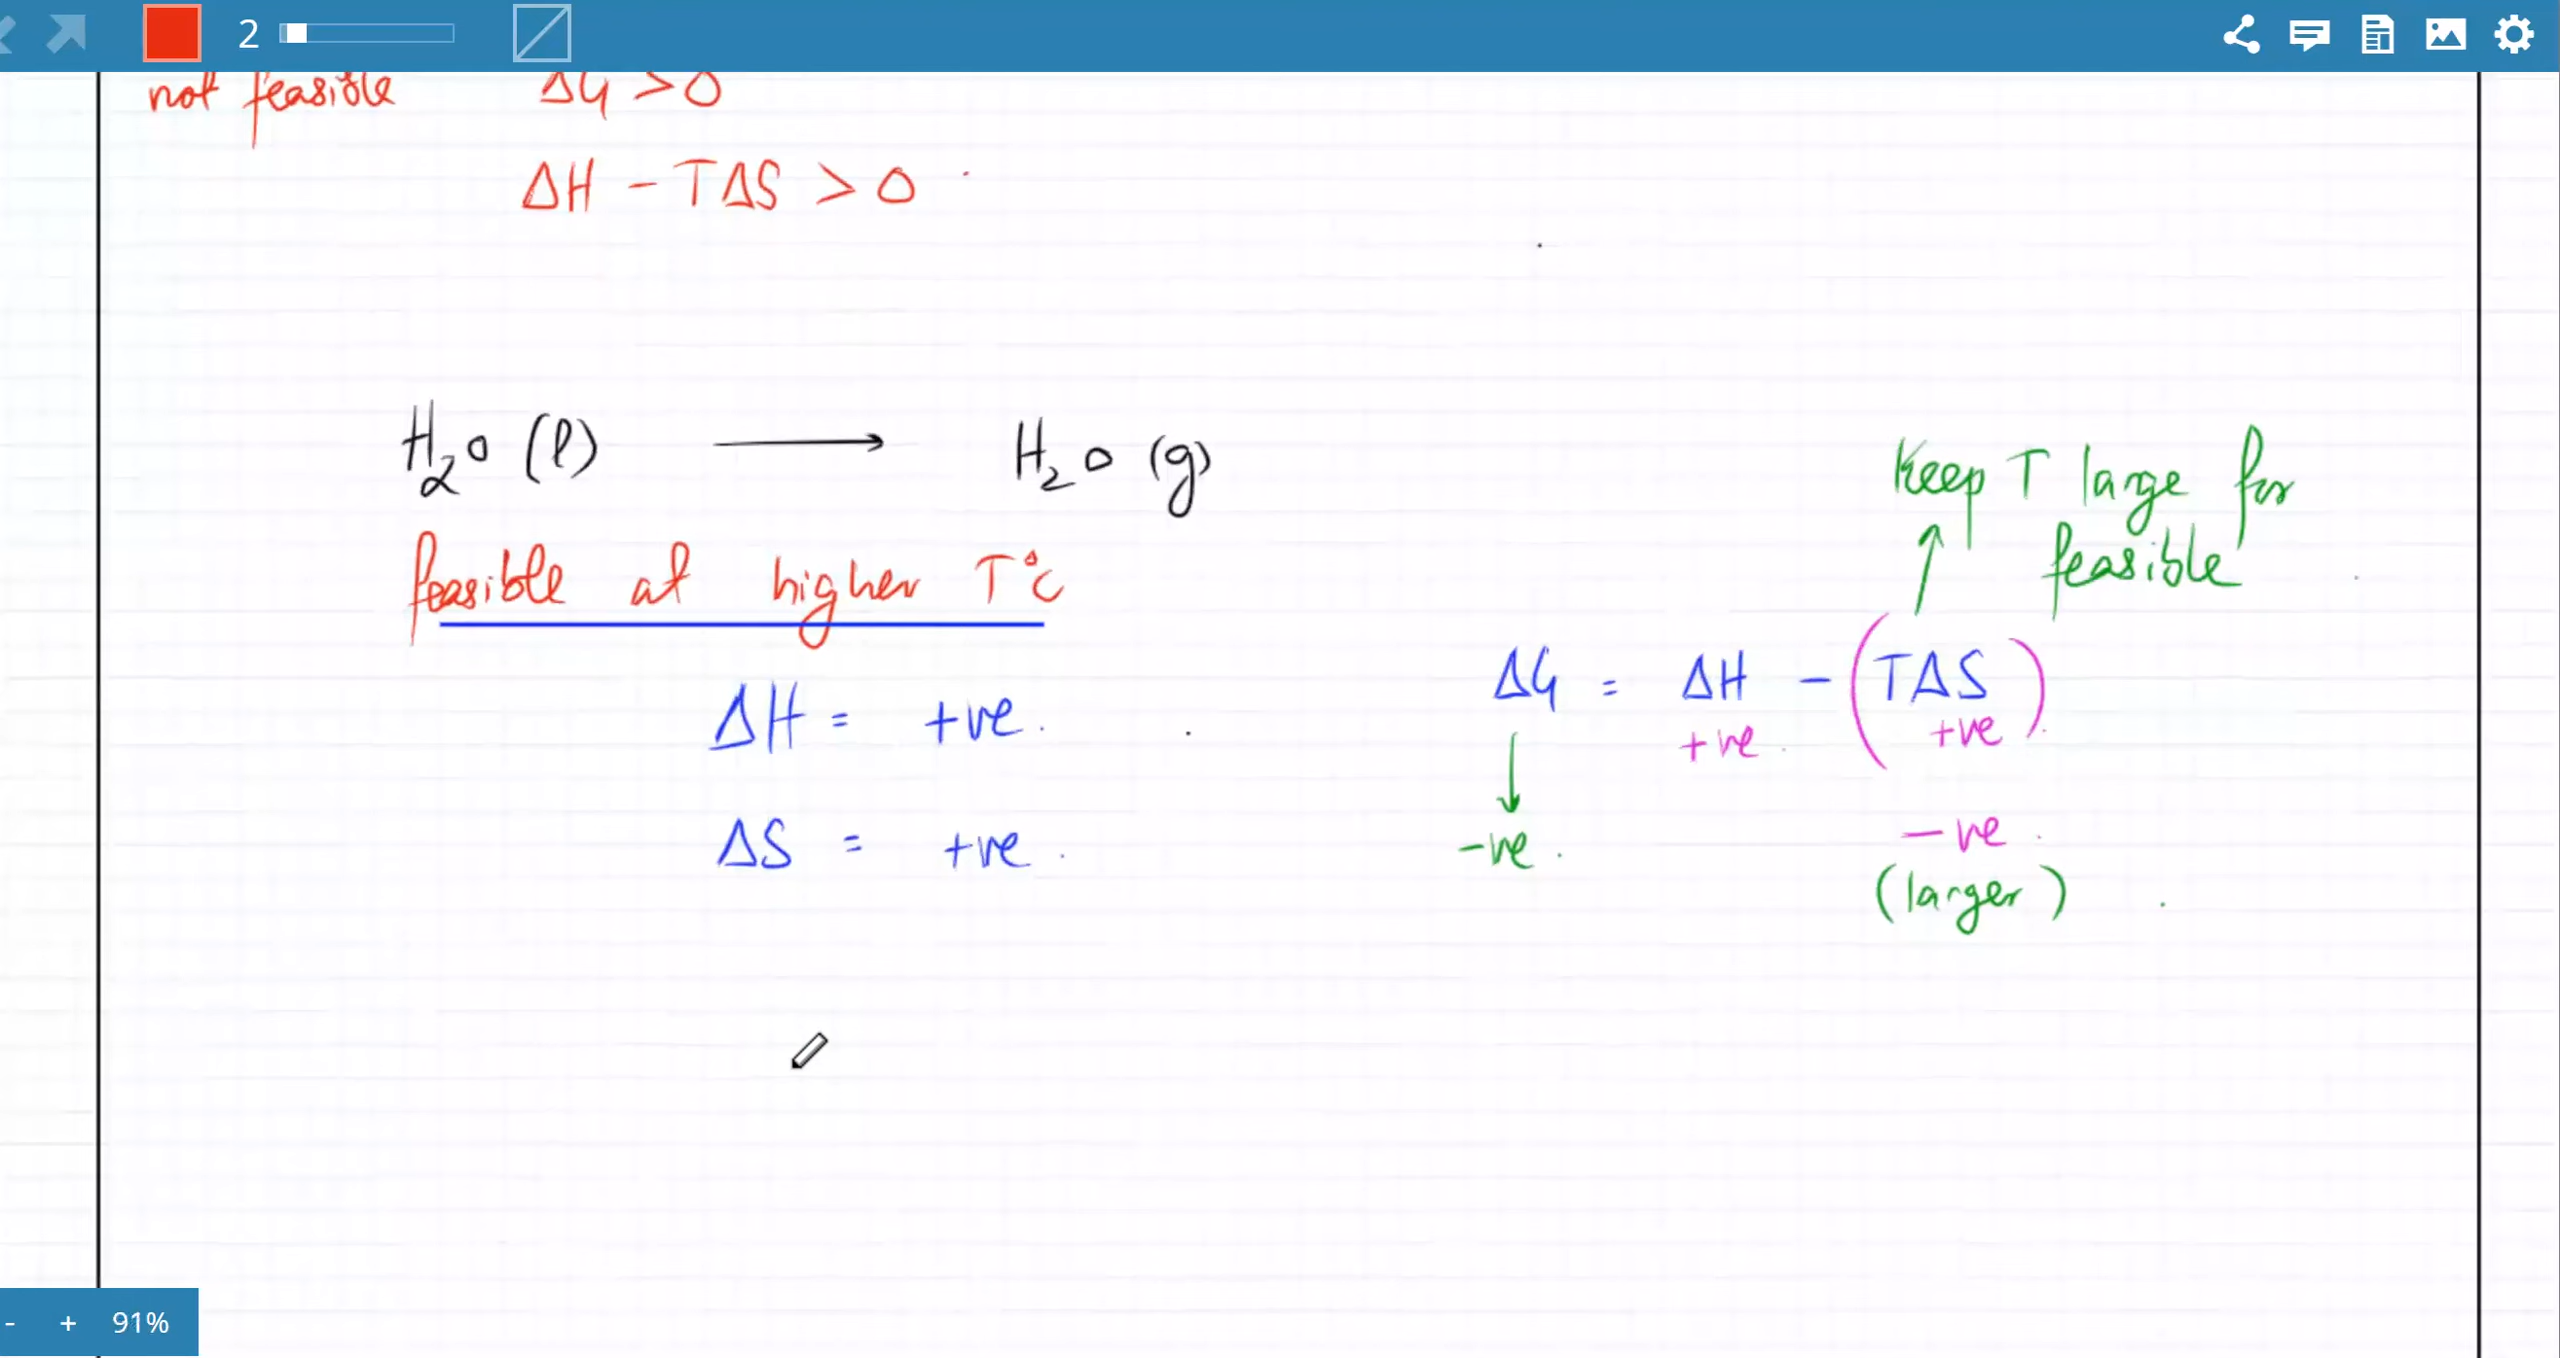 2
not feasible ΔG > 0
ΔH - TΔS > 0
H₂O (l) ⟶ H₂O (g)
feasible at higher T°C
ΔH = +ve.
ΔS = +ve.
Keep T large for
feasible
ΔG = ΔH - (TΔS)
+ve. +ve.
-ve. -ve.
(larger)
- + 91%